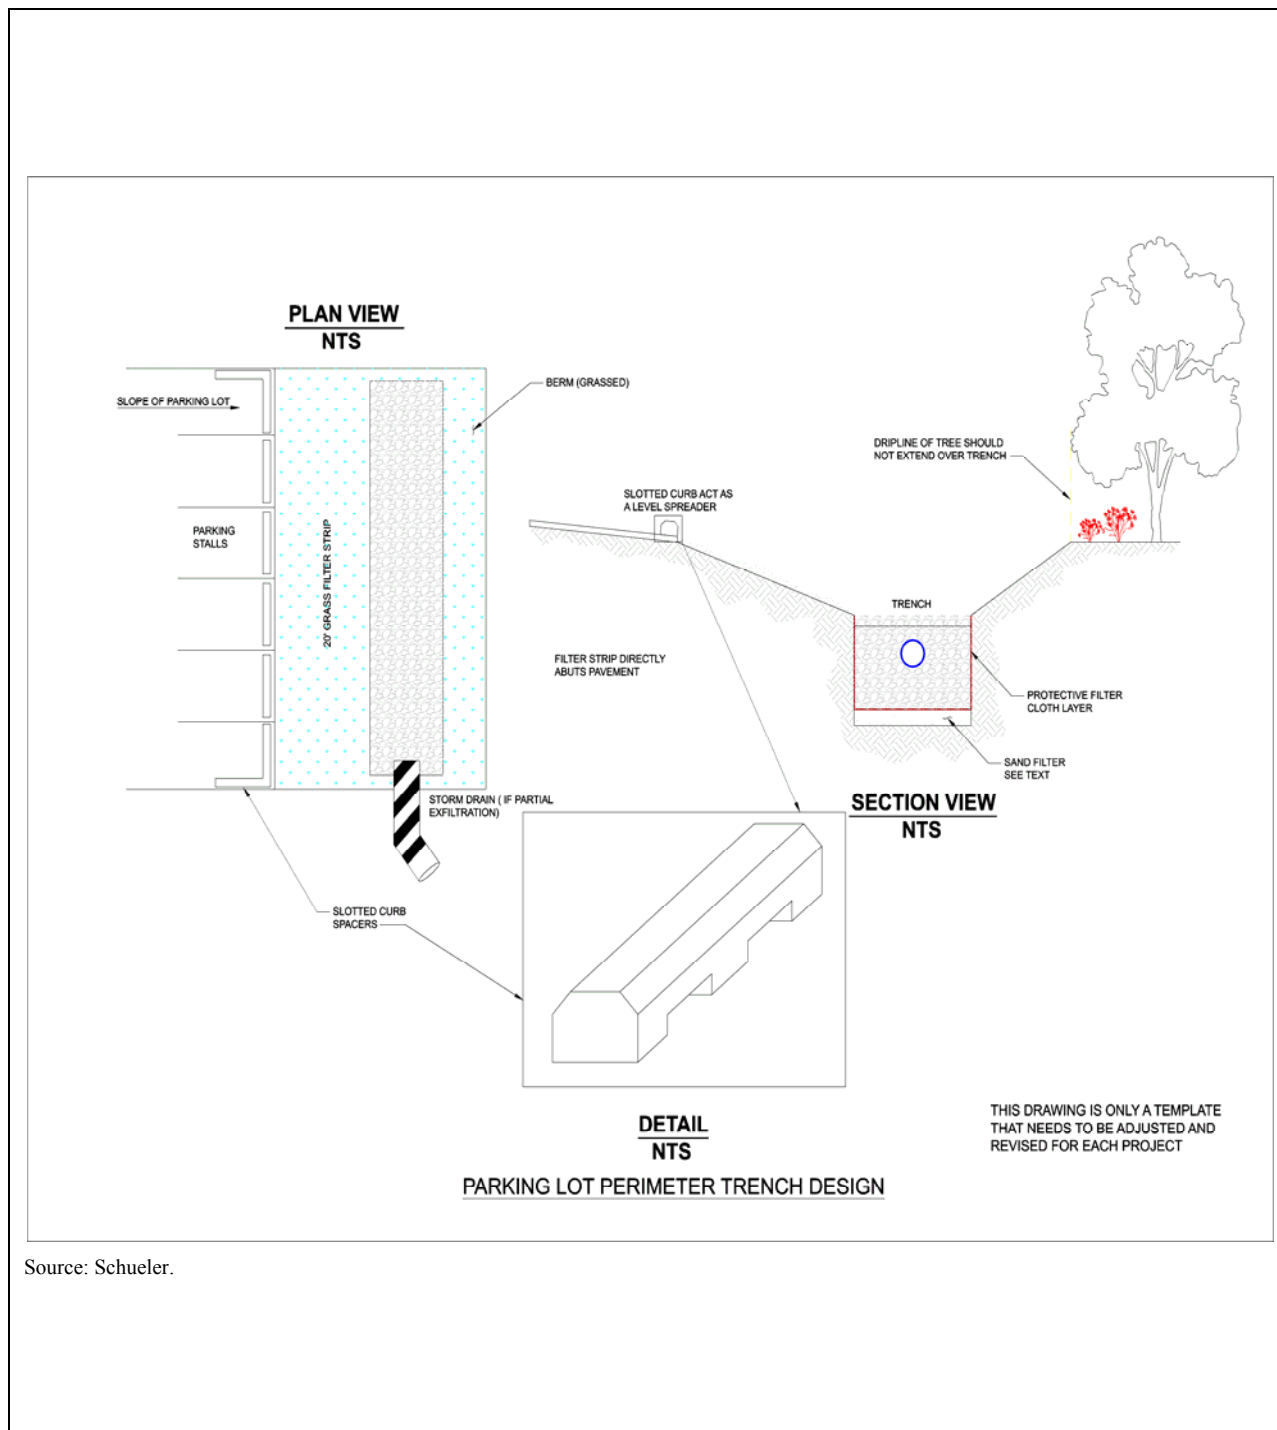 PLAN VIEW
NTS
SLOPE OF PARKING LOT
BERM (GRASSED)
PARKING
STALLS
20' GRASS FILTER STRIP
STORM DRAIN ( IF PARTIAL
EXFILTRATION)
SLOTTED CURB
SPACERS
SLOTTED CURB ACT AS
A LEVEL SPREADER
FILTER STRIP DIRECTLY
ABUTS PAVEMENT
DRIPLINE OF TREE SHOULD
NOT EXTEND OVER TRENCH
TRENCH
PROTECTIVE FILTER
CLOTH LAYER
SAND FILTER
SEE TEXT
SECTION VIEW
NTS
DETAIL
NTS
THIS DRAWING IS ONLY A TEMPLATE
THAT NEEDS TO BE ADJUSTED AND
REVISED FOR EACH PROJECT
PARKING LOT PERIMETER TRENCH DESIGN
Source: Schueler.